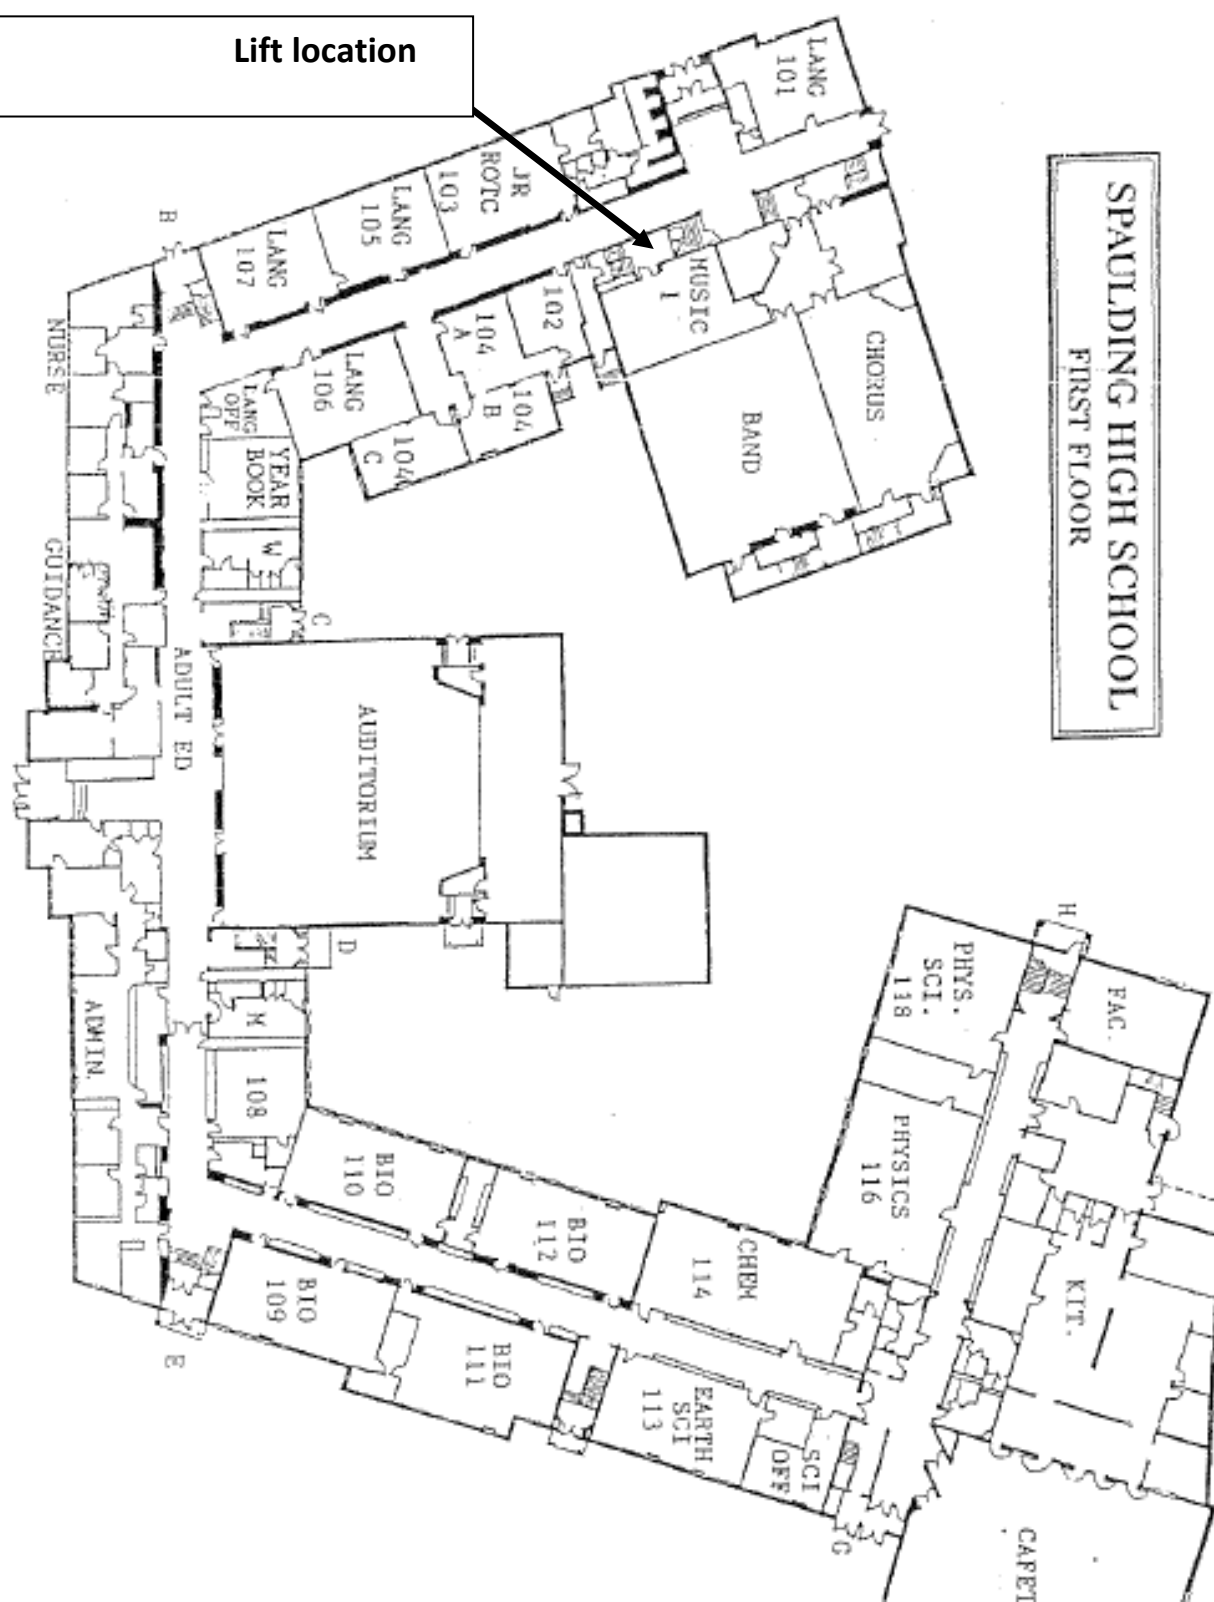 Lift location
SPAULDING HIGH SCHOOL
FIRST FLOOR
LANG
101
JR
ROTC
103
LANG
105
LANG
107
B
MUSIC
I
CHORUS
BAND
102
104
A
104
B
104
C
LANG
106
LANG
OFF
YEAR
BOOK
W
C
NURSE
GUIDANCE
ADULT ED
AUDITORIUM
D
M
ADMIN.
108
BIO
110
BIO
112
BIO
109
BIO
111
E
CHEM
114
EARTH
SCI
113
SCI
OFF
G
PHYS.
SCI.
118
PHYSICS
116
H
FAC.
KIT.
CAFET